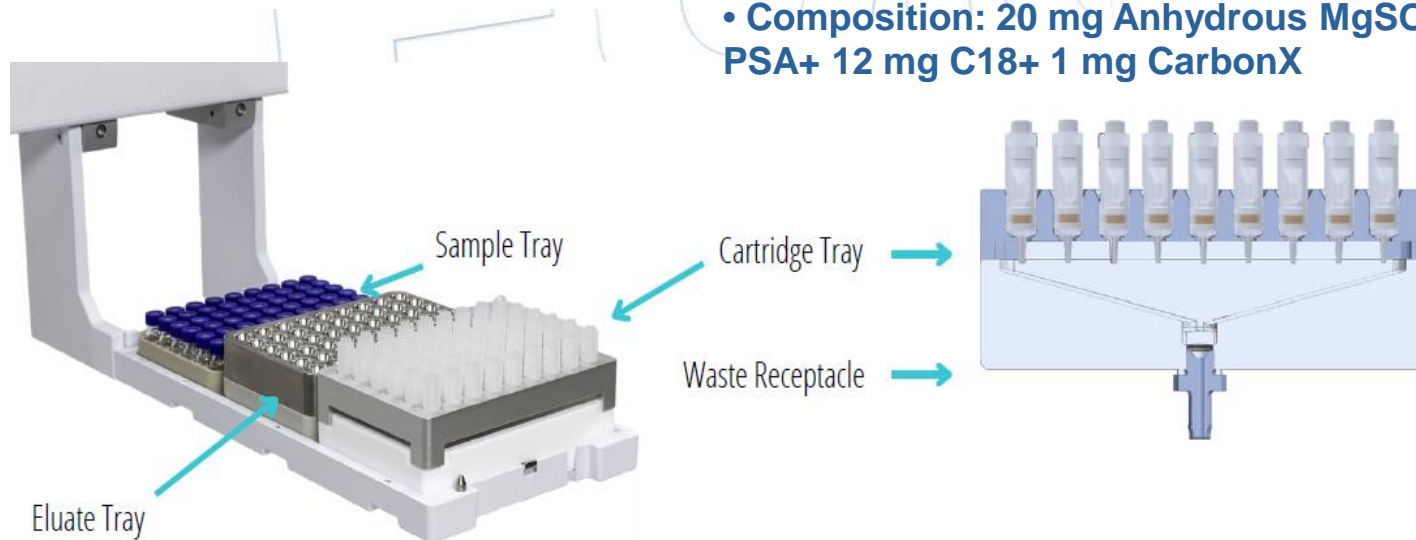 • Composition: 20 mg Anhydrous MgSO
PSA+ 12 mg C18+ 1 mg CarbonX
Sample Tray
Cartridge Tray
Waste Receptacle
Eluate Tray